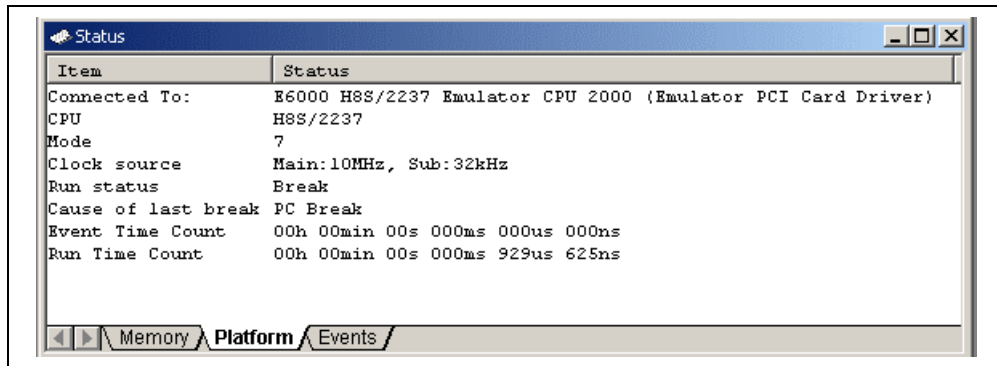 Status
Item Status
Connected To: E6000 H8S/2237 Emulator CPU 2000 (Emulator PCI Card Driver)
CPU H8S/2237
Mode 7
Clock source Main:10MHz, Sub:32kHz
Run status Break
Cause of last break PC Break
Event Time Count 00h 00min 00s 000ms 000us 000ns
Run Time Count 00h 00min 00s 000ms 929us 625ns
Memory Platform Events